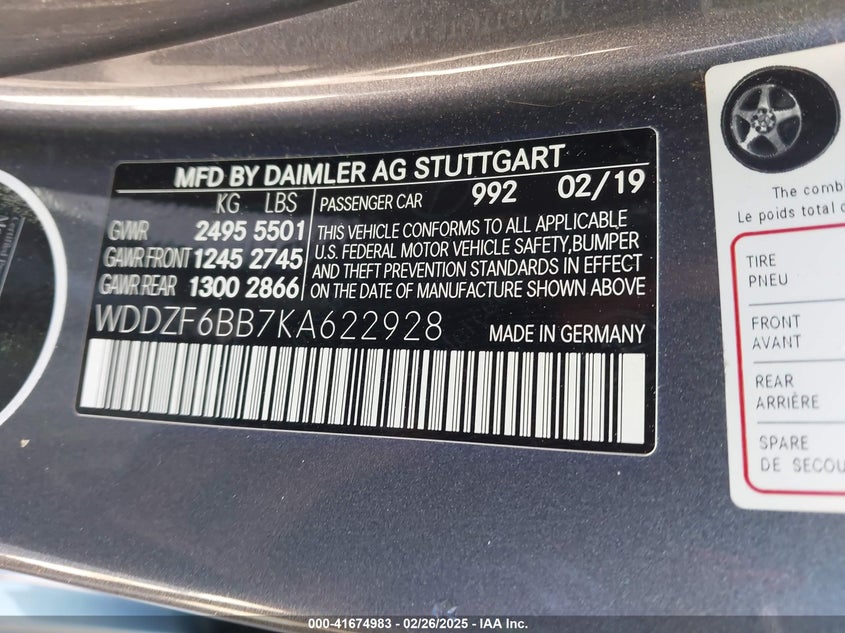 MFD BY DAIMLER AG STUTTGART
KG LBS
GVWR 2495 5501
GAWR FRONT 1245 2745
GAWR REAR 1300 2866
PASSENGER CAR 992 02/19
THIS VEHICLE CONFORMS TO ALL APPLICABLE
U.S. FEDERAL MOTOR VEHICLE SAFETY, BUMPER
AND THEFT PREVENTION STANDARDS IN EFFECT
ON THE DATE OF MANUFACTURE SHOWN ABOVE
WDDZF6BB7KA622928 MADE IN GERMANY
The comb
Le poids total
TIRE
PNEU
FRONT
AVANT
REAR
ARRIÈRE
SPARE
DE SECOU
000-41674983 - 02/26/2025 - IAA Inc.